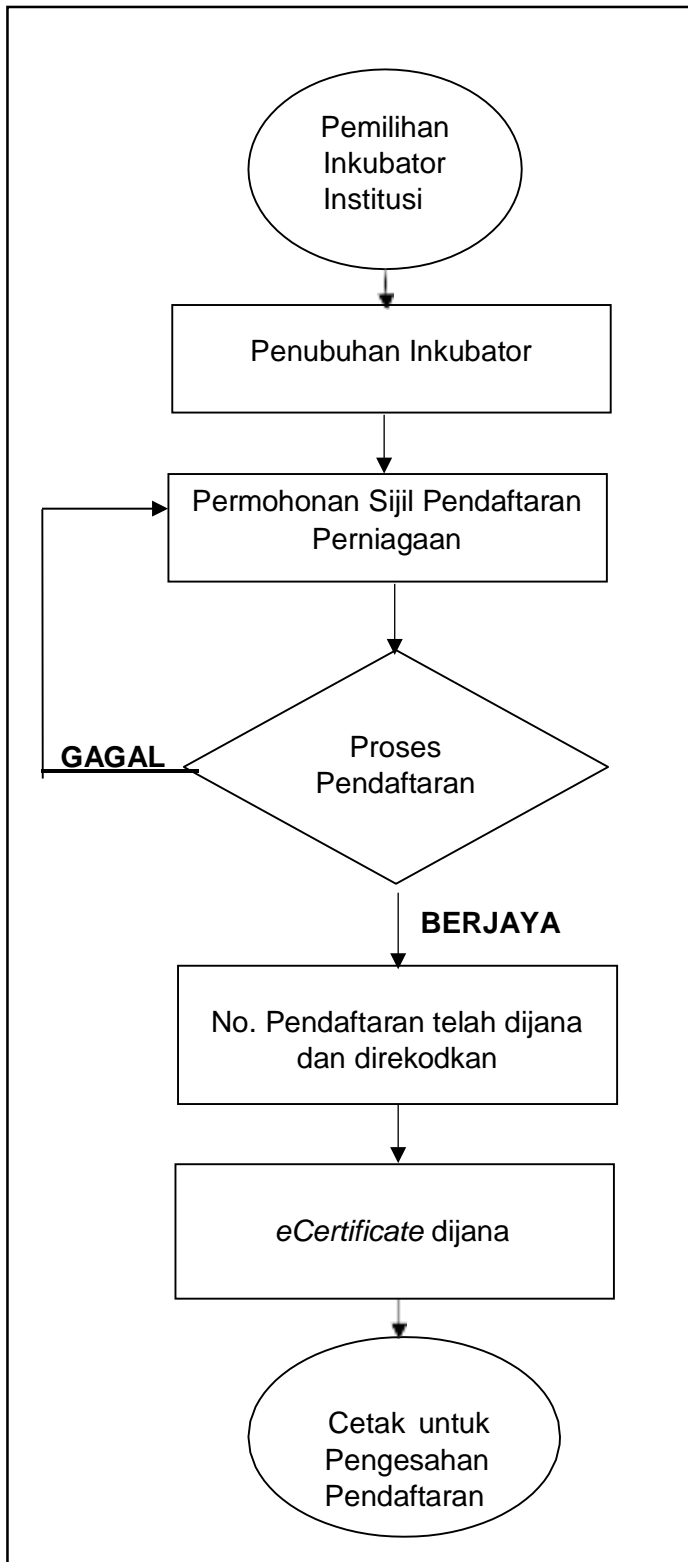 Pemilihan
Inkubator
Institusi
Penubuhan Inkubator
Permohonan Sijil Pendaftaran
Perniagaan
GAGAL
Proses
Pendaftaran
BERJAYA
No. Pendaftaran telah dijana
dan direkodkan
eCertificate dijana
Cetak untuk
Pengesahan
Pendaftaran